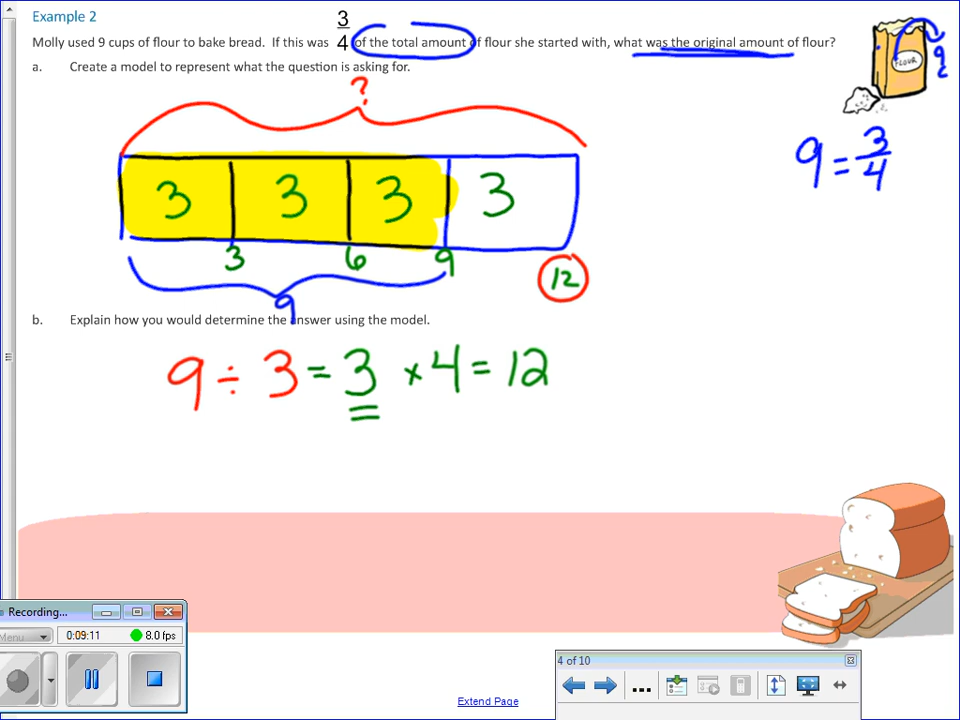 Example 2
3
Molly used 9 cups of flour to bake bread. If this was 4 of the total amount of flour she started with, what was the original amount of flour?
a. Create a model to represent what the question is asking for.
FLOUR
9
c
?
9 = 3/4
3 3 3 3
3 6 9 12
9
b. Explain how you would determine the answer using the model.
9 ÷ 3 = 3 × 4 = 12
Recording...
Menu 0:09:11 8.0 fps
4 of 10
Extend Page